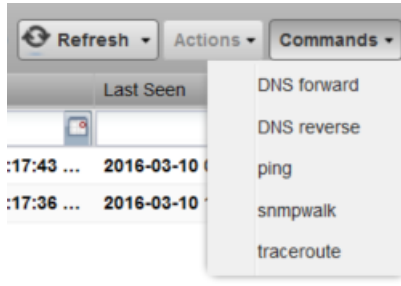 Refresh Actions Commands
Last Seen
DNS forward
DNS reverse
:17:43 ... 2016-03-10
ping
:17:36 ... 2016-03-10
snmpwalk
traceroute